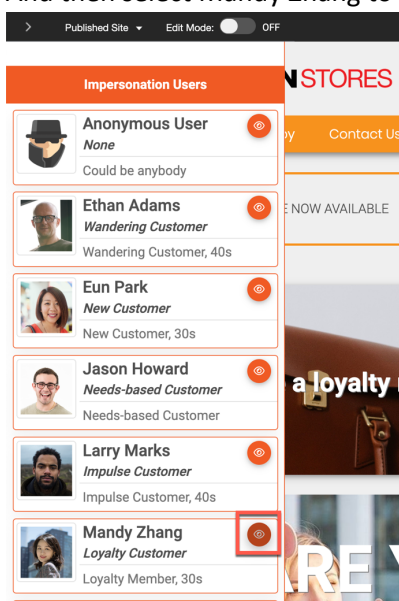 And then select Mandy Zhang to
Published Site Edit Mode: OFF
Impersonation Users
NSTORES
Anonymous User
None
Could be anybody
by Contact Us
Ethan Adams
Wandering Customer
Wandering Customer, 40s
E NOW AVAILABLE
Eun Park
New Customer
New Customer, 30s
Jason Howard
Needs-based Customer
Needs-based Customer
a loyalty
Larry Marks
Impulse Customer
Impulse Customer, 40s
Mandy Zhang
Loyalty Customer
Loyalty Member, 30s
ARE Y